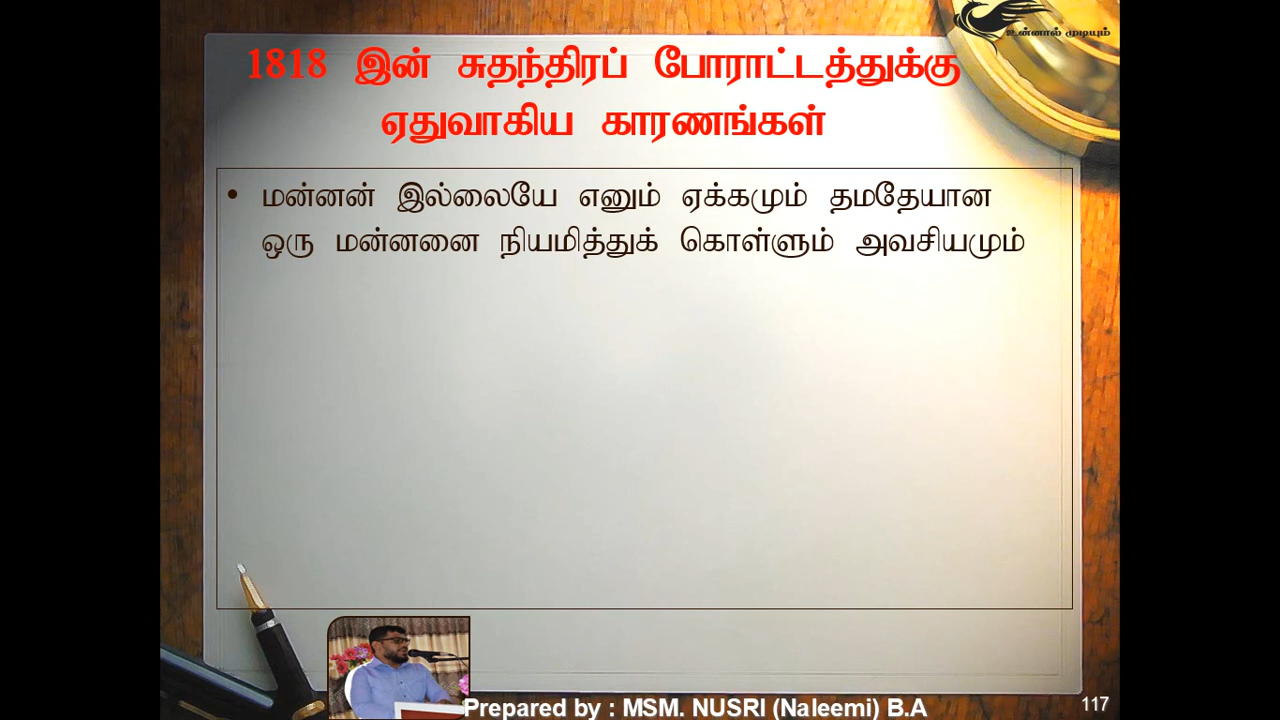 உன்னால் முடியும்
1818 இன் சுதந்திரப் போராட்டத்துக்கு
ஏதுவாகிய காரணங்கள்
• மன்னன் இல்லையே எனும் ஏக்கமும் தமதேயான
ஒரு மன்னனை நியமித்துக் கொள்ளும் அவசியமும்
Prepared by : MSM. NUSRI (Naleemi) B.A
117